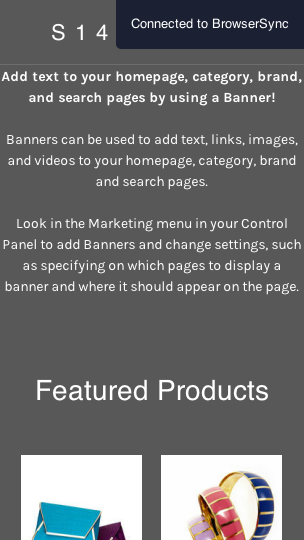 S 1 4
Connected to BrowserSync
Add text to your homepage, category, brand,
and search pages by using a Banner!
Banners can be used to add text, links, images,
and videos to your homepage, category, brand
and search pages.
Look in the Marketing menu in your Control
Panel to add Banners and change settings, such
as specifying on which pages to display a
banner and where it should appear on the page.
Featured Products